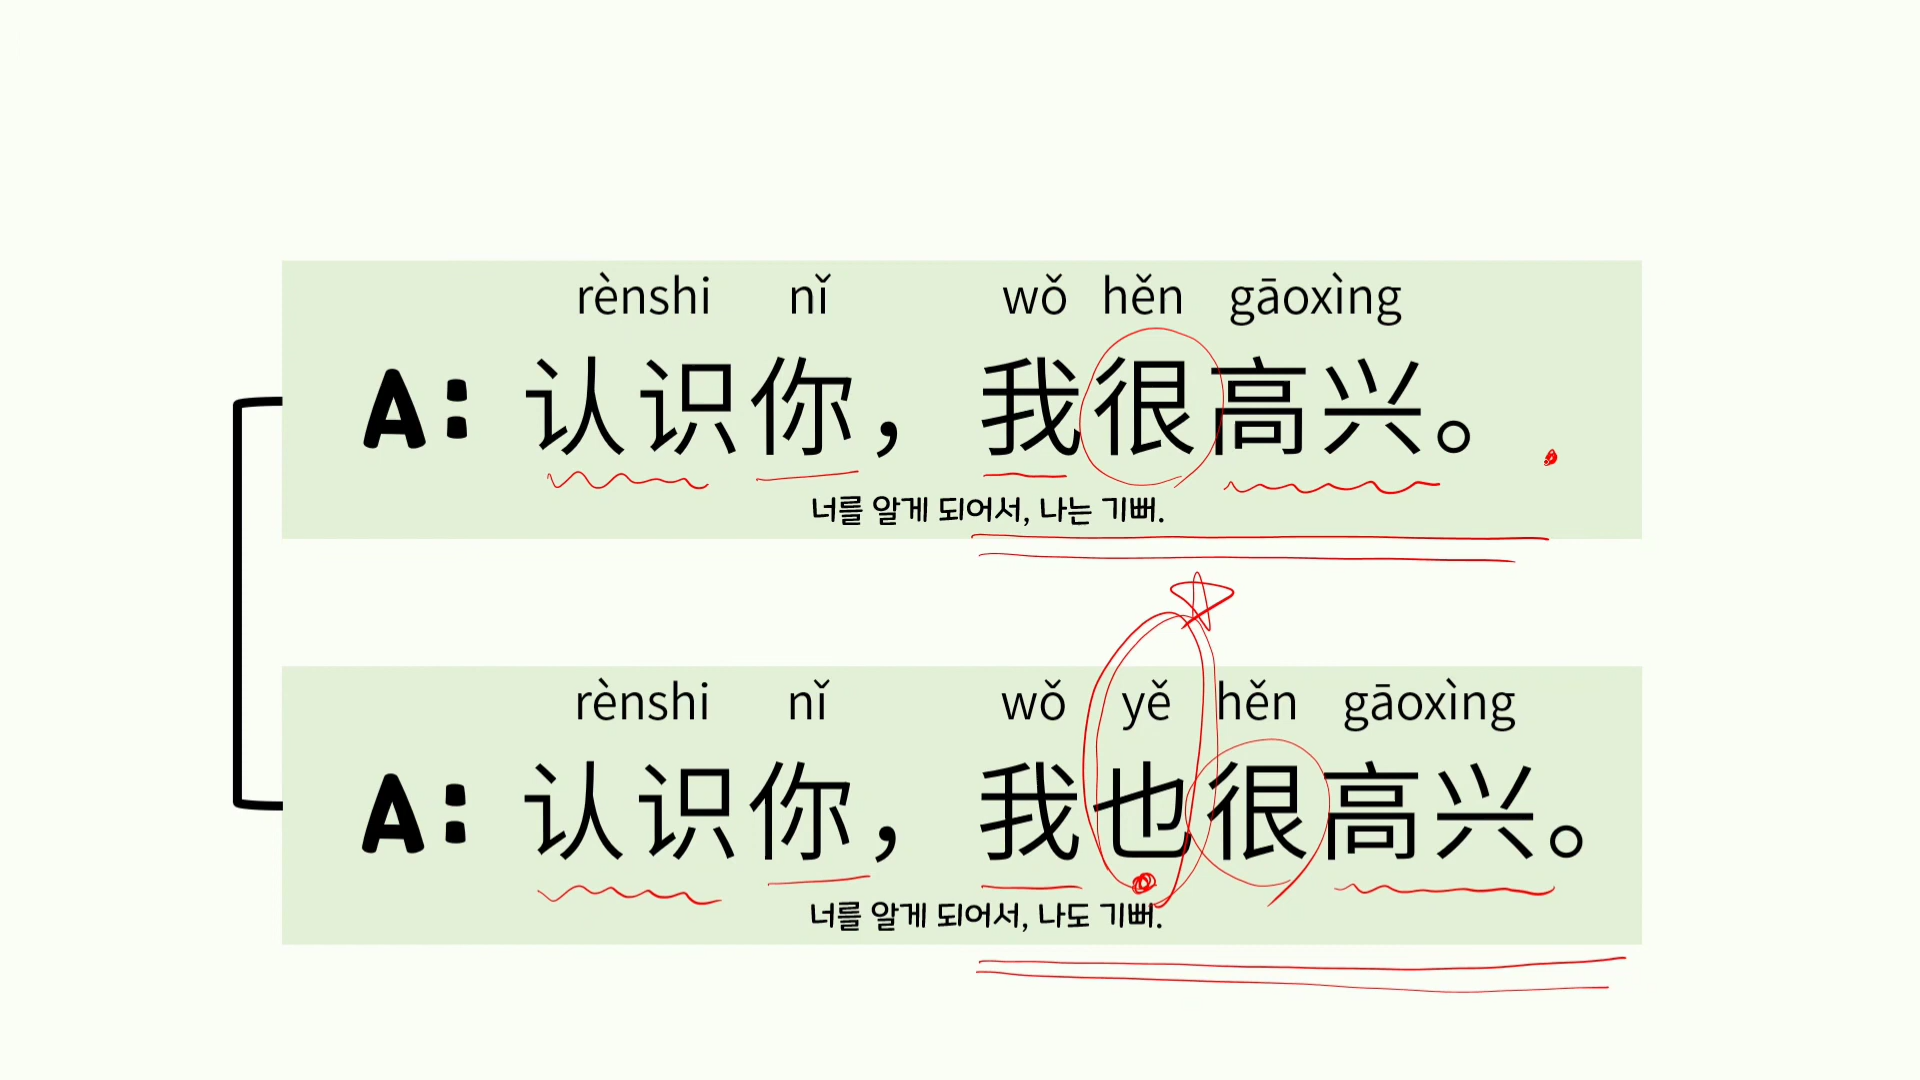 rènshi nǐ wǒ hěn gāoxìng
A: 认识你，我很高兴。
너를 알게 되어서, 나는 기뻐.
rènshi nǐ wǒ yě hěn gāoxìng
A: 认识你，我也很高兴。
너를 알게 되어서, 나도 기뻐.